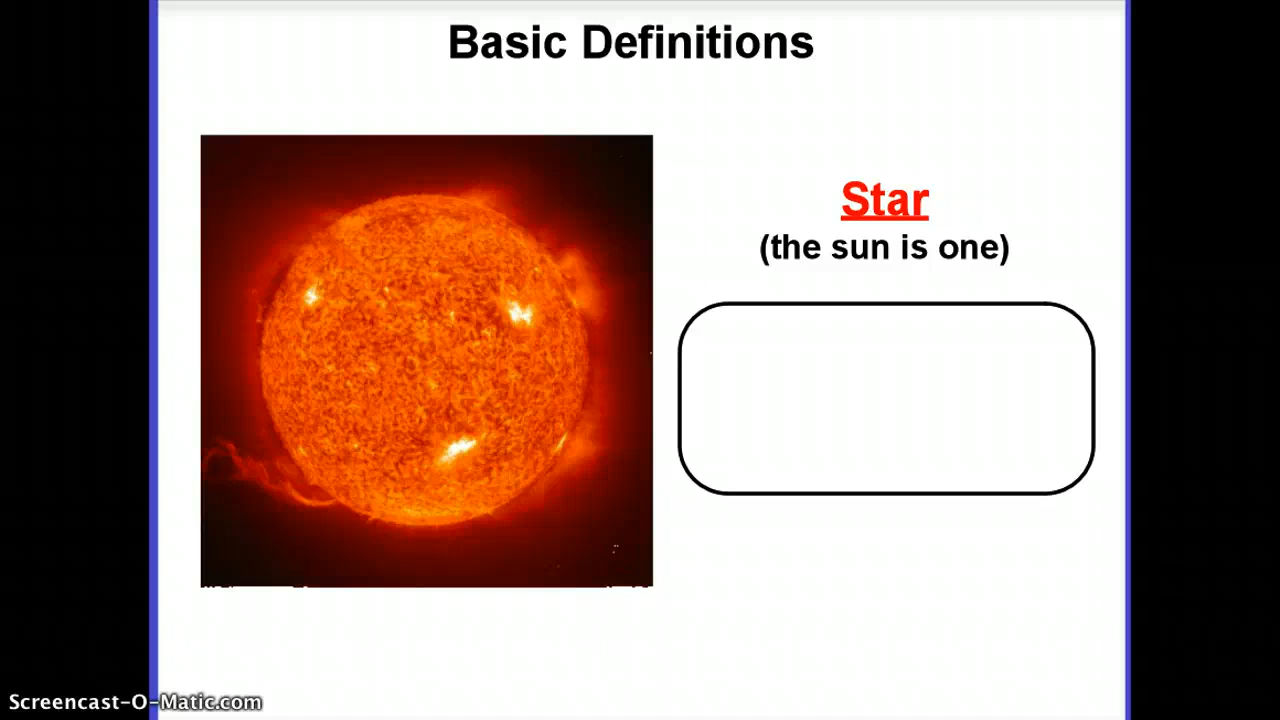 Basic Definitions
Star
(the sun is one)
Screencast-O-Matic.com